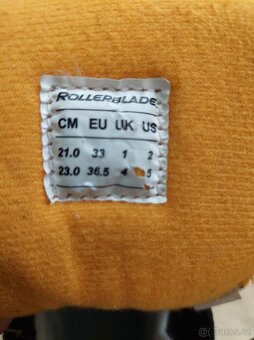 ROLLERBLADE
CM EU UK US
21.0 33 1 2
23.0 36.5 4 5